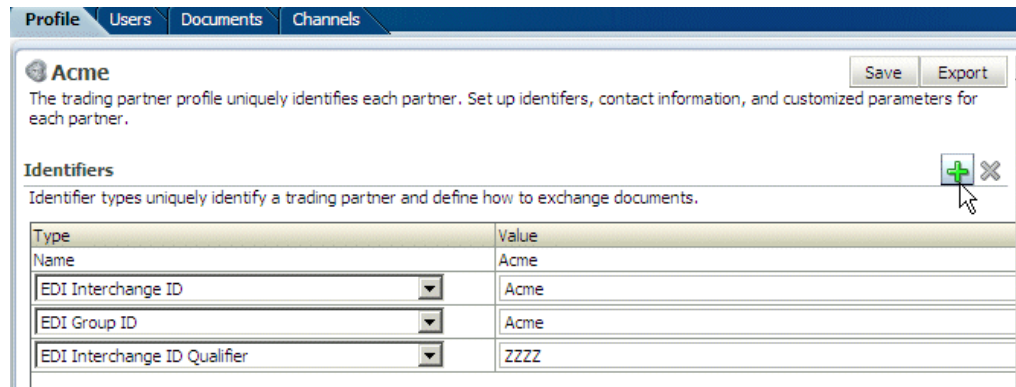 Profile Users Documents Channels
Acme Save Export
The trading partner profile uniquely identifies each partner. Set up identifers, contact information, and customized parameters for
each partner.
Identifiers
Identifier types uniquely identify a trading partner and define how to exchange documents.
Type Value
Name Acme
EDI Interchange ID Acme
EDI Group ID Acme
EDI Interchange ID Qualifier ZZZZ